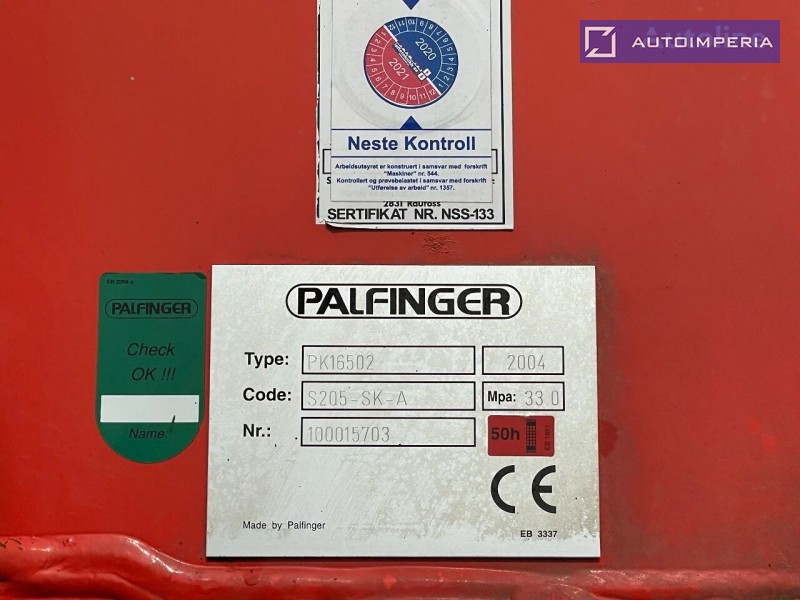 AUTOIMPERIA
2020
2021
Neste Kontroll
Arbeidsutsyret er konstruert i samsvar med forskrift
"Maskiner" nr. 544.
Kontrollert og prøvebelastet i samsvar med forskrift
"Utførelse av arbeid" nr. 1357.
2831 Raufoss
SERTIFIKAT NR. NSS-133
PALFINGER
Check
OK !!!
Name:
PALFINGER
Type: PK16502 2004
Code: S205-SK-A Mpa: 33 0
Nr.: 100015703 50h
CE
Made by Palfinger
EB 3337